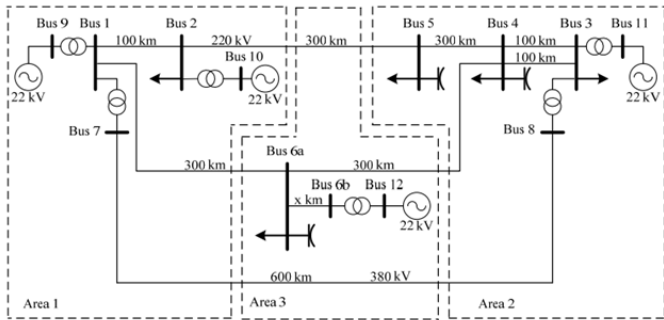 Bus 9
Bus 1
Bus 2
Bus 5
Bus 4
Bus 3
Bus 11
100 km
220 kV
300 km
300 km
100 km
Bus 10
100 km
22 kV
22 kV
22 kV
Bus 7
Bus 8
Bus 6a
300 km
300 km
Bus 6b
Bus 12
x km
22 kV
600 km
380 kV
Area 1
Area 3
Area 2